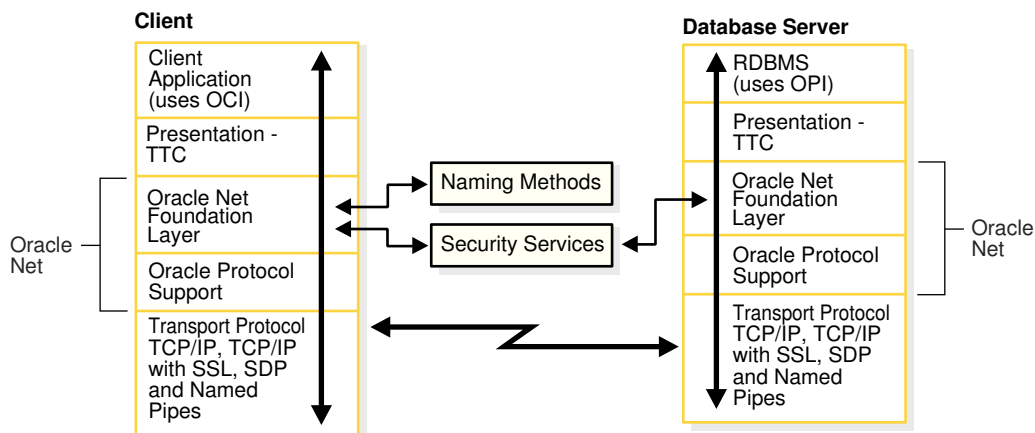 Client
Client
Application
(uses OCI)
Presentation -
TTC
Oracle Net
Foundation
Layer
Oracle Protocol
Support
Transport Protocol
TCP/IP, TCP/IP
with SSL, SDP
and Named
Pipes
Oracle
Net
Naming Methods
Security Services
Database Server
RDBMS
(uses OPI)
Presentation -
TTC
Oracle Net
Foundation
Layer
Oracle Protocol
Support
Transport Protocol
TCP/IP, TCP/IP
with SSL, SDP
and Named
Pipes
Oracle
Net